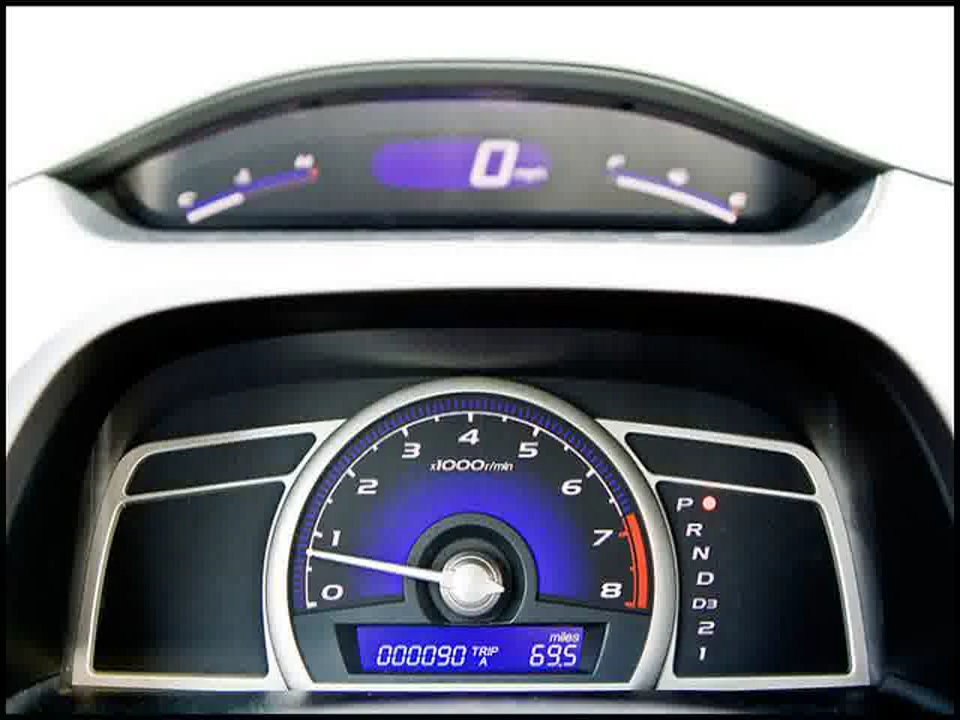 C H 0 mph F E
4
3 5
x1000r/min
2 6
1 7
0 8
P
R
N
D
D3
2
1
miles
000090 TRIP A 69.5